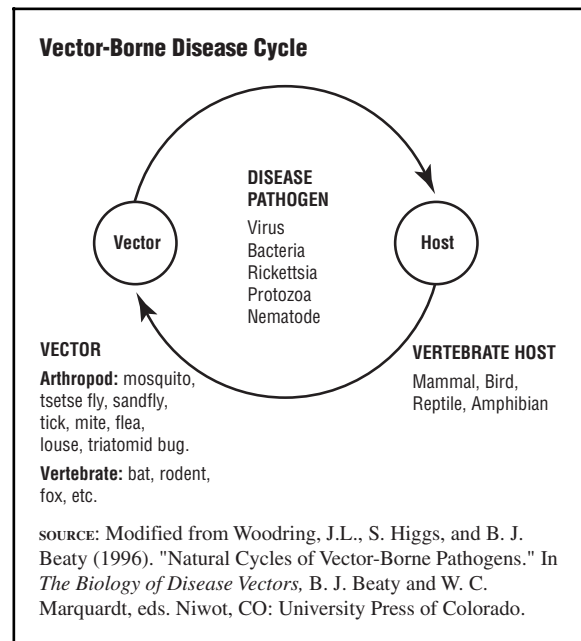 Vector-Borne Disease Cycle
DISEASE
PATHOGEN
Virus
Bacteria
Rickettsia
Protozoa
Nematode
Vector
Host
VECTOR
Arthropod: mosquito,
tsetse fly, sandfly,
tick, mite, flea,
louse, triatomid bug.
Vertebrate: bat, rodent,
fox, etc.
VERTEBRATE HOST
Mammal, Bird,
Reptile, Amphibian
SOURCE: Modified from Woodring, J.L., S. Higgs, and B. J.
Beaty (1996). "Natural Cycles of Vector-Borne Pathogens." In
The Biology of Disease Vectors, B. J. Beaty and W. C.
Marquardt, eds. Niwot, CO: University Press of Colorado.